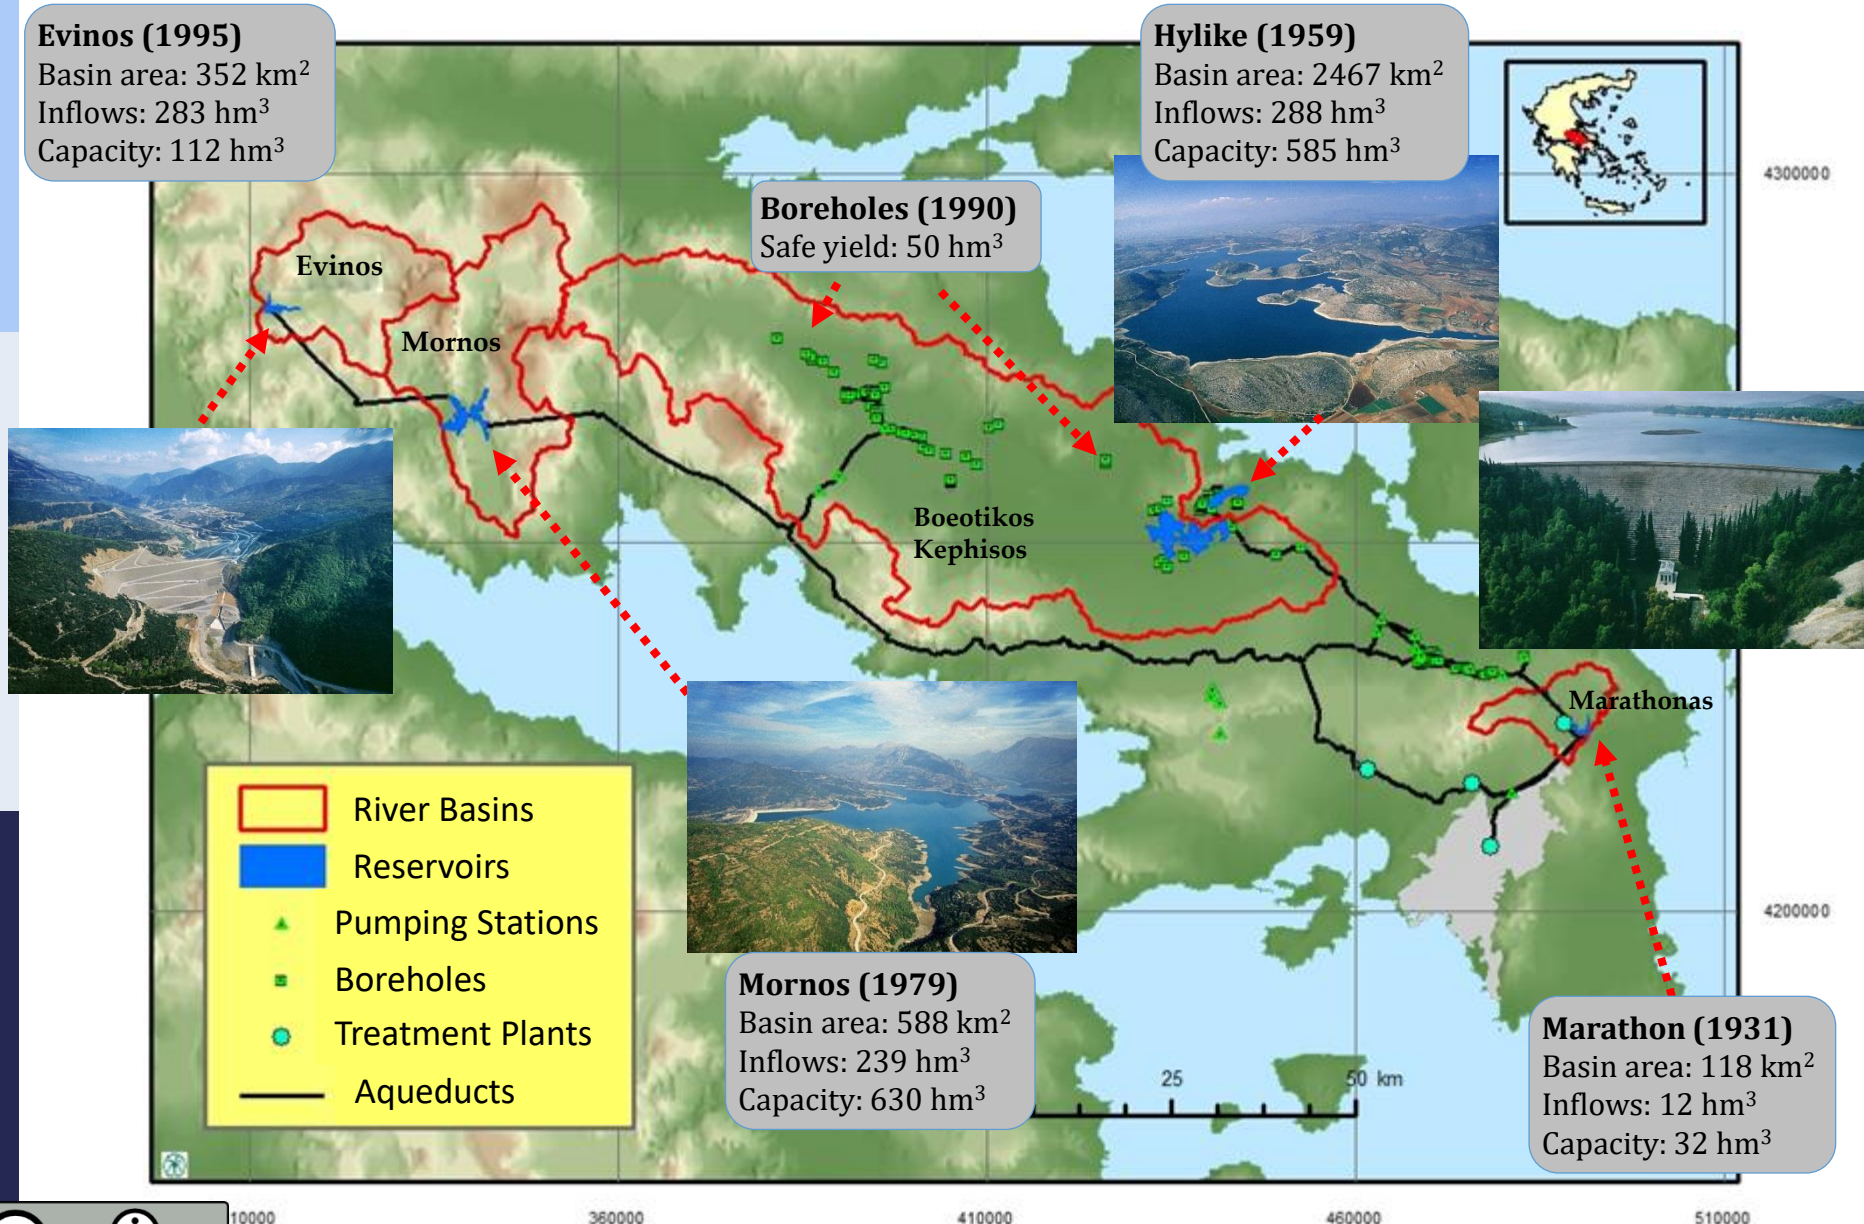 Evinos (1995)
Basin area: 352 km²
Inflows: 283 hm³
Capacity: 112 hm³
Hylike (1959)
Basin area: 2467 km²
Inflows: 288 hm³
Capacity: 585 hm³
4300000
Boreholes (1990)
Safe yield: 50 hm³
Evinos
Mornos
Boeotikos
Kephisos
Marathonas
River Basins
Reservoirs
Pumping Stations
Boreholes
Treatment Plants
Aqueducts
4200000
Mornos (1979)
Basin area: 588 km²
Inflows: 239 hm³
Capacity: 630 hm³
25
50 km
Marathon (1931)
Basin area: 118 km²
Inflows: 12 hm³
Capacity: 32 hm³
10000
360000
410000
460000
510000